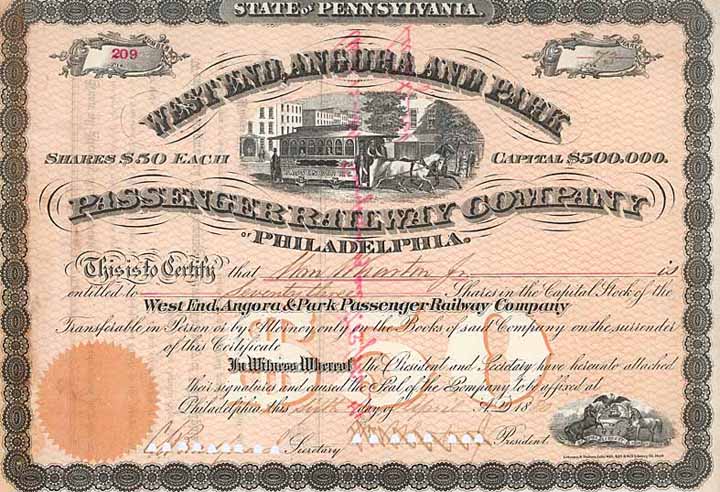 STATE OF PENNSYLVANIA.
209
WEST END, ANGORA AND PARK
SHARES $50 EACH
CAPITAL $500.000.
PASSENGER RAILWAY COMPANY
OF PHILADELPHIA.
This is to Certify that Wharton Jr. is
entitled to Seventy three Shares in the Capital Stock of the
West End, Angora & Park Passenger Railway Company
Transferable in Person or by Attorney only on the Books of said Company on the surrender
of this Certificate
$50
In Witness Whereof the President and Secretary have hereunto attached
their signatures and caused the Seal of the Company to be affixed at
Philadelphia this Sixth day of April A.D. 18
Secretary
President.